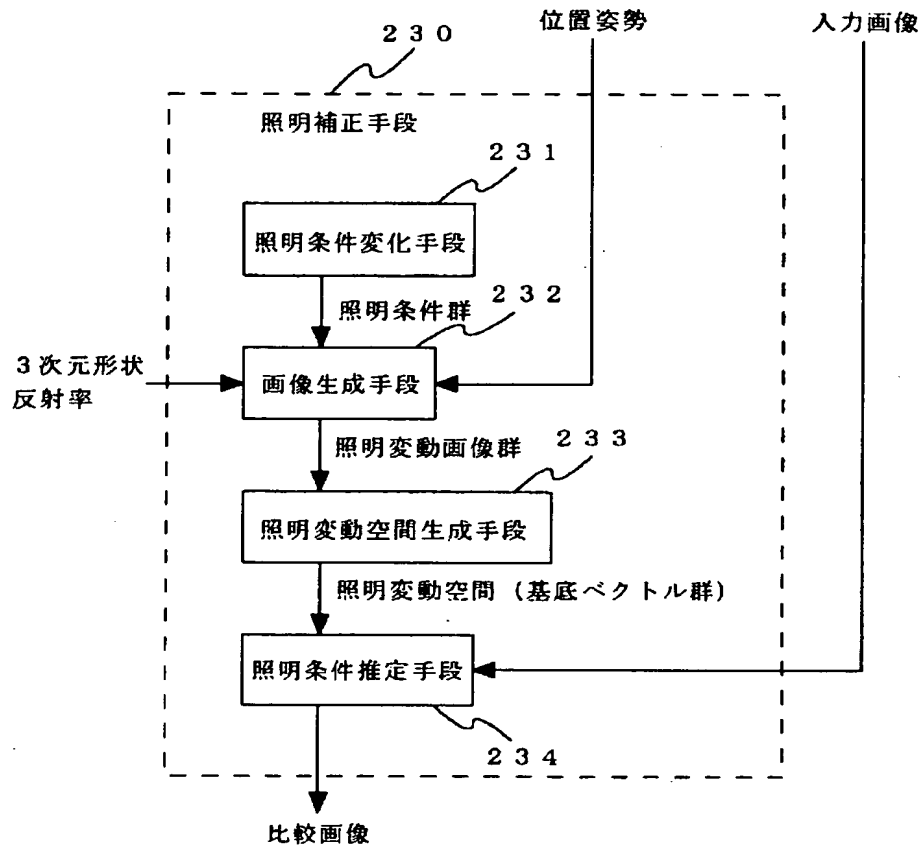 位置姿勢
入力画像
２３０
照明補正手段
２３１
照明条件変化手段
照明条件群
２３２
３次元形状
反射率
画像生成手段
照明変動画像群
２３３
照明変動空間生成手段
照明変動空間（基底ベクトル群）
照明条件推定手段
２３４
比較画像